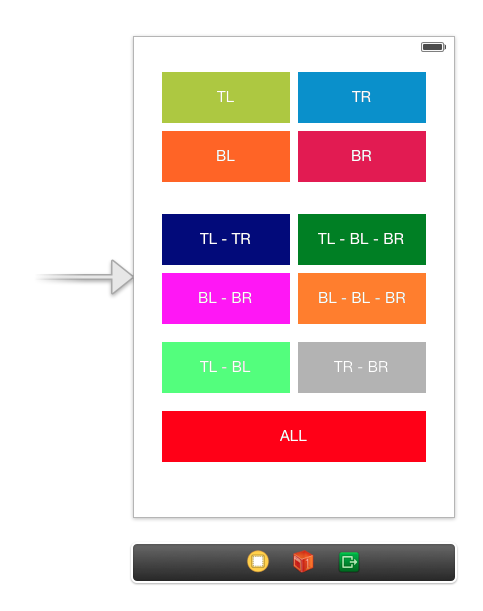 TL
TR
BL
BR
TL - TR
TL - BL - BR
BL - BR
BL - BL - BR
TL - BL
TR - BR
ALL